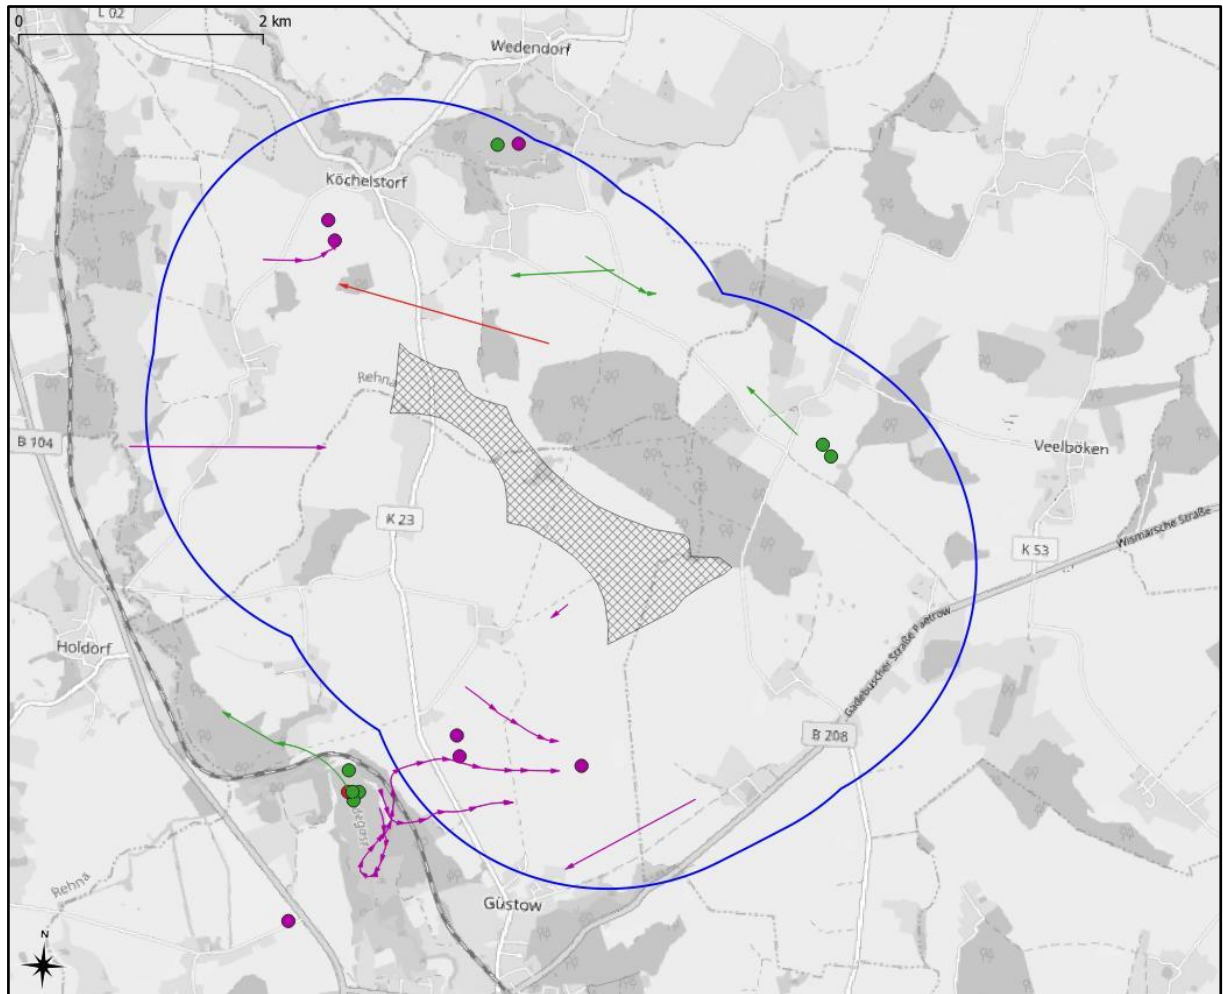 0
2 km
L 02
Wedendorf
Köchelstorf
Rehna
B 104
Veelböken
K 23
Wismarsche Straße
K 53
Holdorf
Gadebuscher Straße Paetrow
B 208
Rehna
Güstow
N